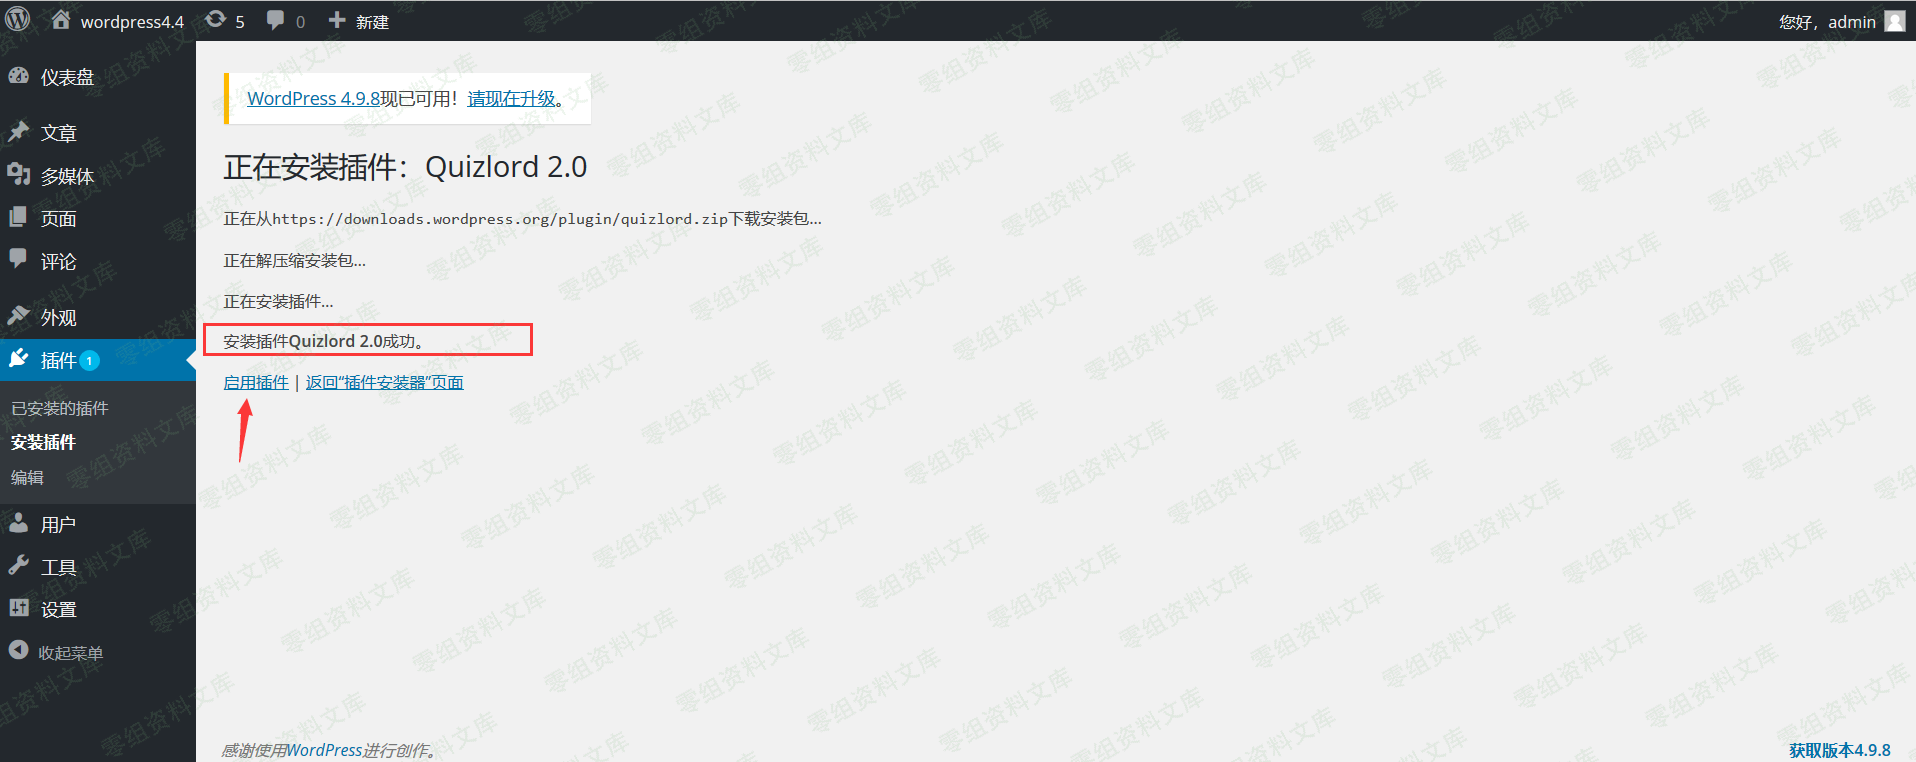 wordpress4.4 5 0 新建 您好，admin
仪表盘
文章
多媒体
页面
评论
外观
插件 1
已安装的插件
安装插件
编辑
用户
工具
设置
收起菜单
WordPress 4.9.8现已可用！请现在升级。
正在安装插件：Quizlord 2.0
正在从https://downloads.wordpress.org/plugin/quizlord.zip下载安装包…
正在解压缩安装包…
正在安装插件…
安装插件Quizlord 2.0成功。
启用插件 | 返回“插件安装器”页面
感谢使用WordPress进行创作。
获取版本4.9.8
零组资料文库